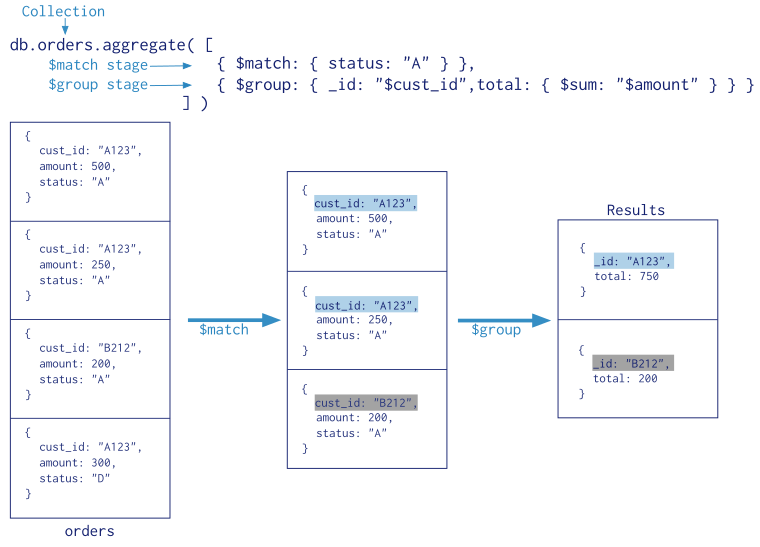 Collection
db.orders.aggregate( [
$match stage { $match: { status: "A" } },
$group stage { $group: { _id: "$cust_id",total: { $sum: "$amount" } } }
] )
{
cust_id: "A123",
amount: 500,
status: "A"
}
{
cust_id: "A123",
amount: 250,
status: "A"
}
{
cust_id: "B212",
amount: 200,
status: "A"
}
{
cust_id: "A123",
amount: 300,
status: "D"
}
orders
$match
{
cust_id: "A123",
amount: 500,
status: "A"
}
{
cust_id: "A123",
amount: 250,
status: "A"
}
{
cust_id: "B212",
amount: 200,
status: "A"
}
$group
Results
{
_id: "A123",
total: 750
}
{
_id: "B212",
total: 200
}